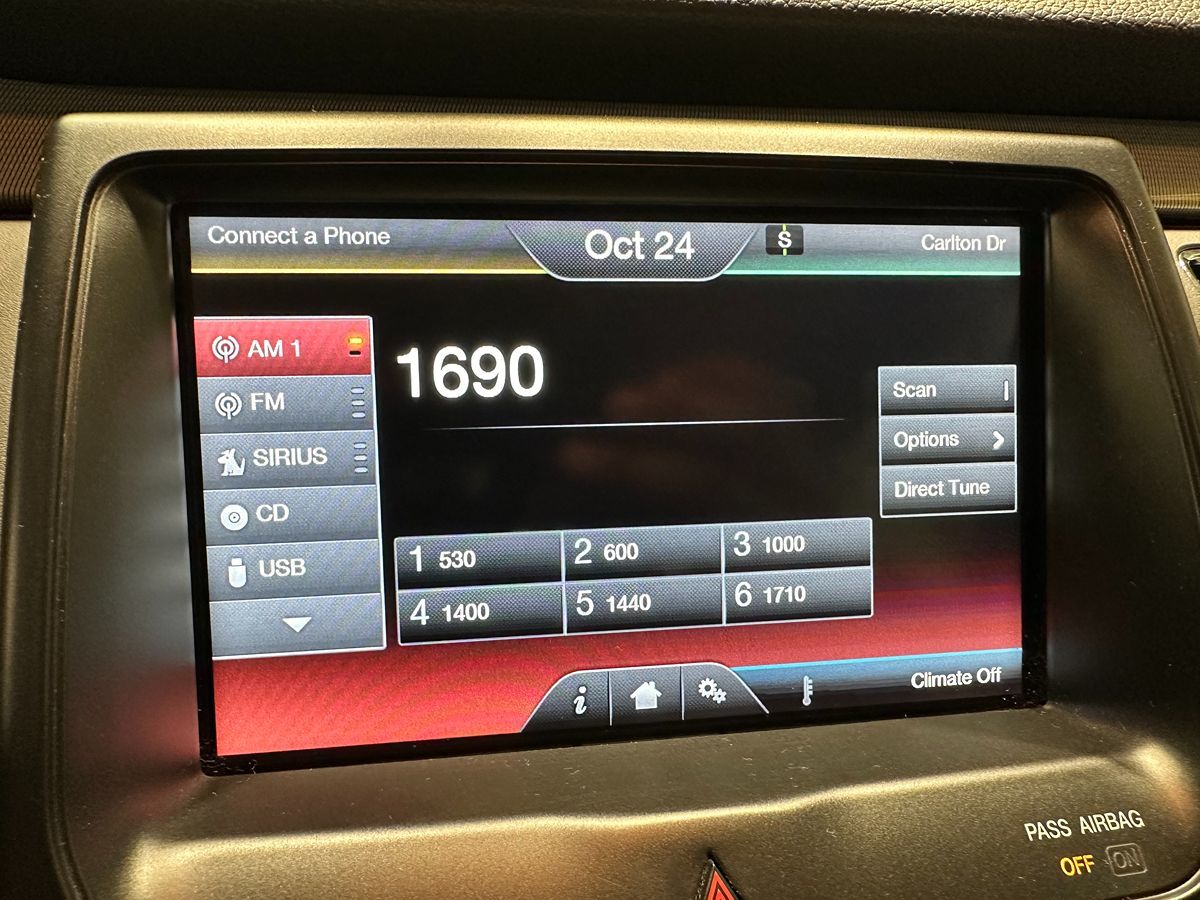 Connect a Phone
Oct 24
S
Carlton Dr
AM 1
FM
SIRIUS
CD
USB
1690
Scan
Options
Direct Tune
1 530
2 600
3 1000
4 1400
5 1440
6 1710
i
Climate Off
PASS AIRBAG
OFF ON